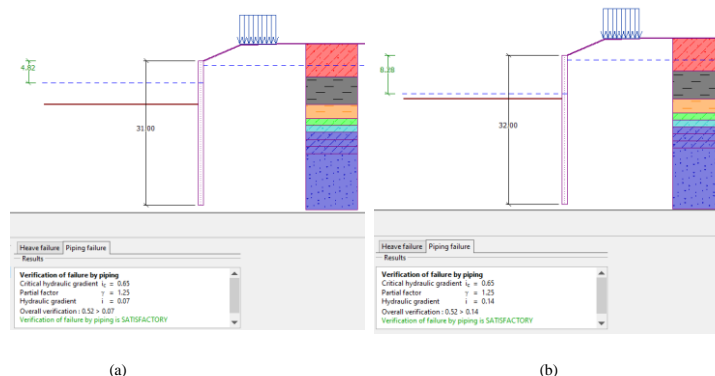 4.82
31.00
Heave failure Piping failure
Results
Verification of failure by piping
Critical hydraulic gradient ic = 0.65
Partial factor γ = 1.25
Hydraulic gradient i = 0.07
Overall verification : 0.52 > 0.07
Verification of failure by piping is SATISFACTORY
(a)
8.28
32.00
Heave failure Piping failure
Results
Verification of failure by piping
Critical hydraulic gradient ic = 0.65
Partial factor γ = 1.25
Hydraulic gradient i = 0.14
Overall verification : 0.52 > 0.14
Verification of failure by piping is SATISFACTORY
(b)